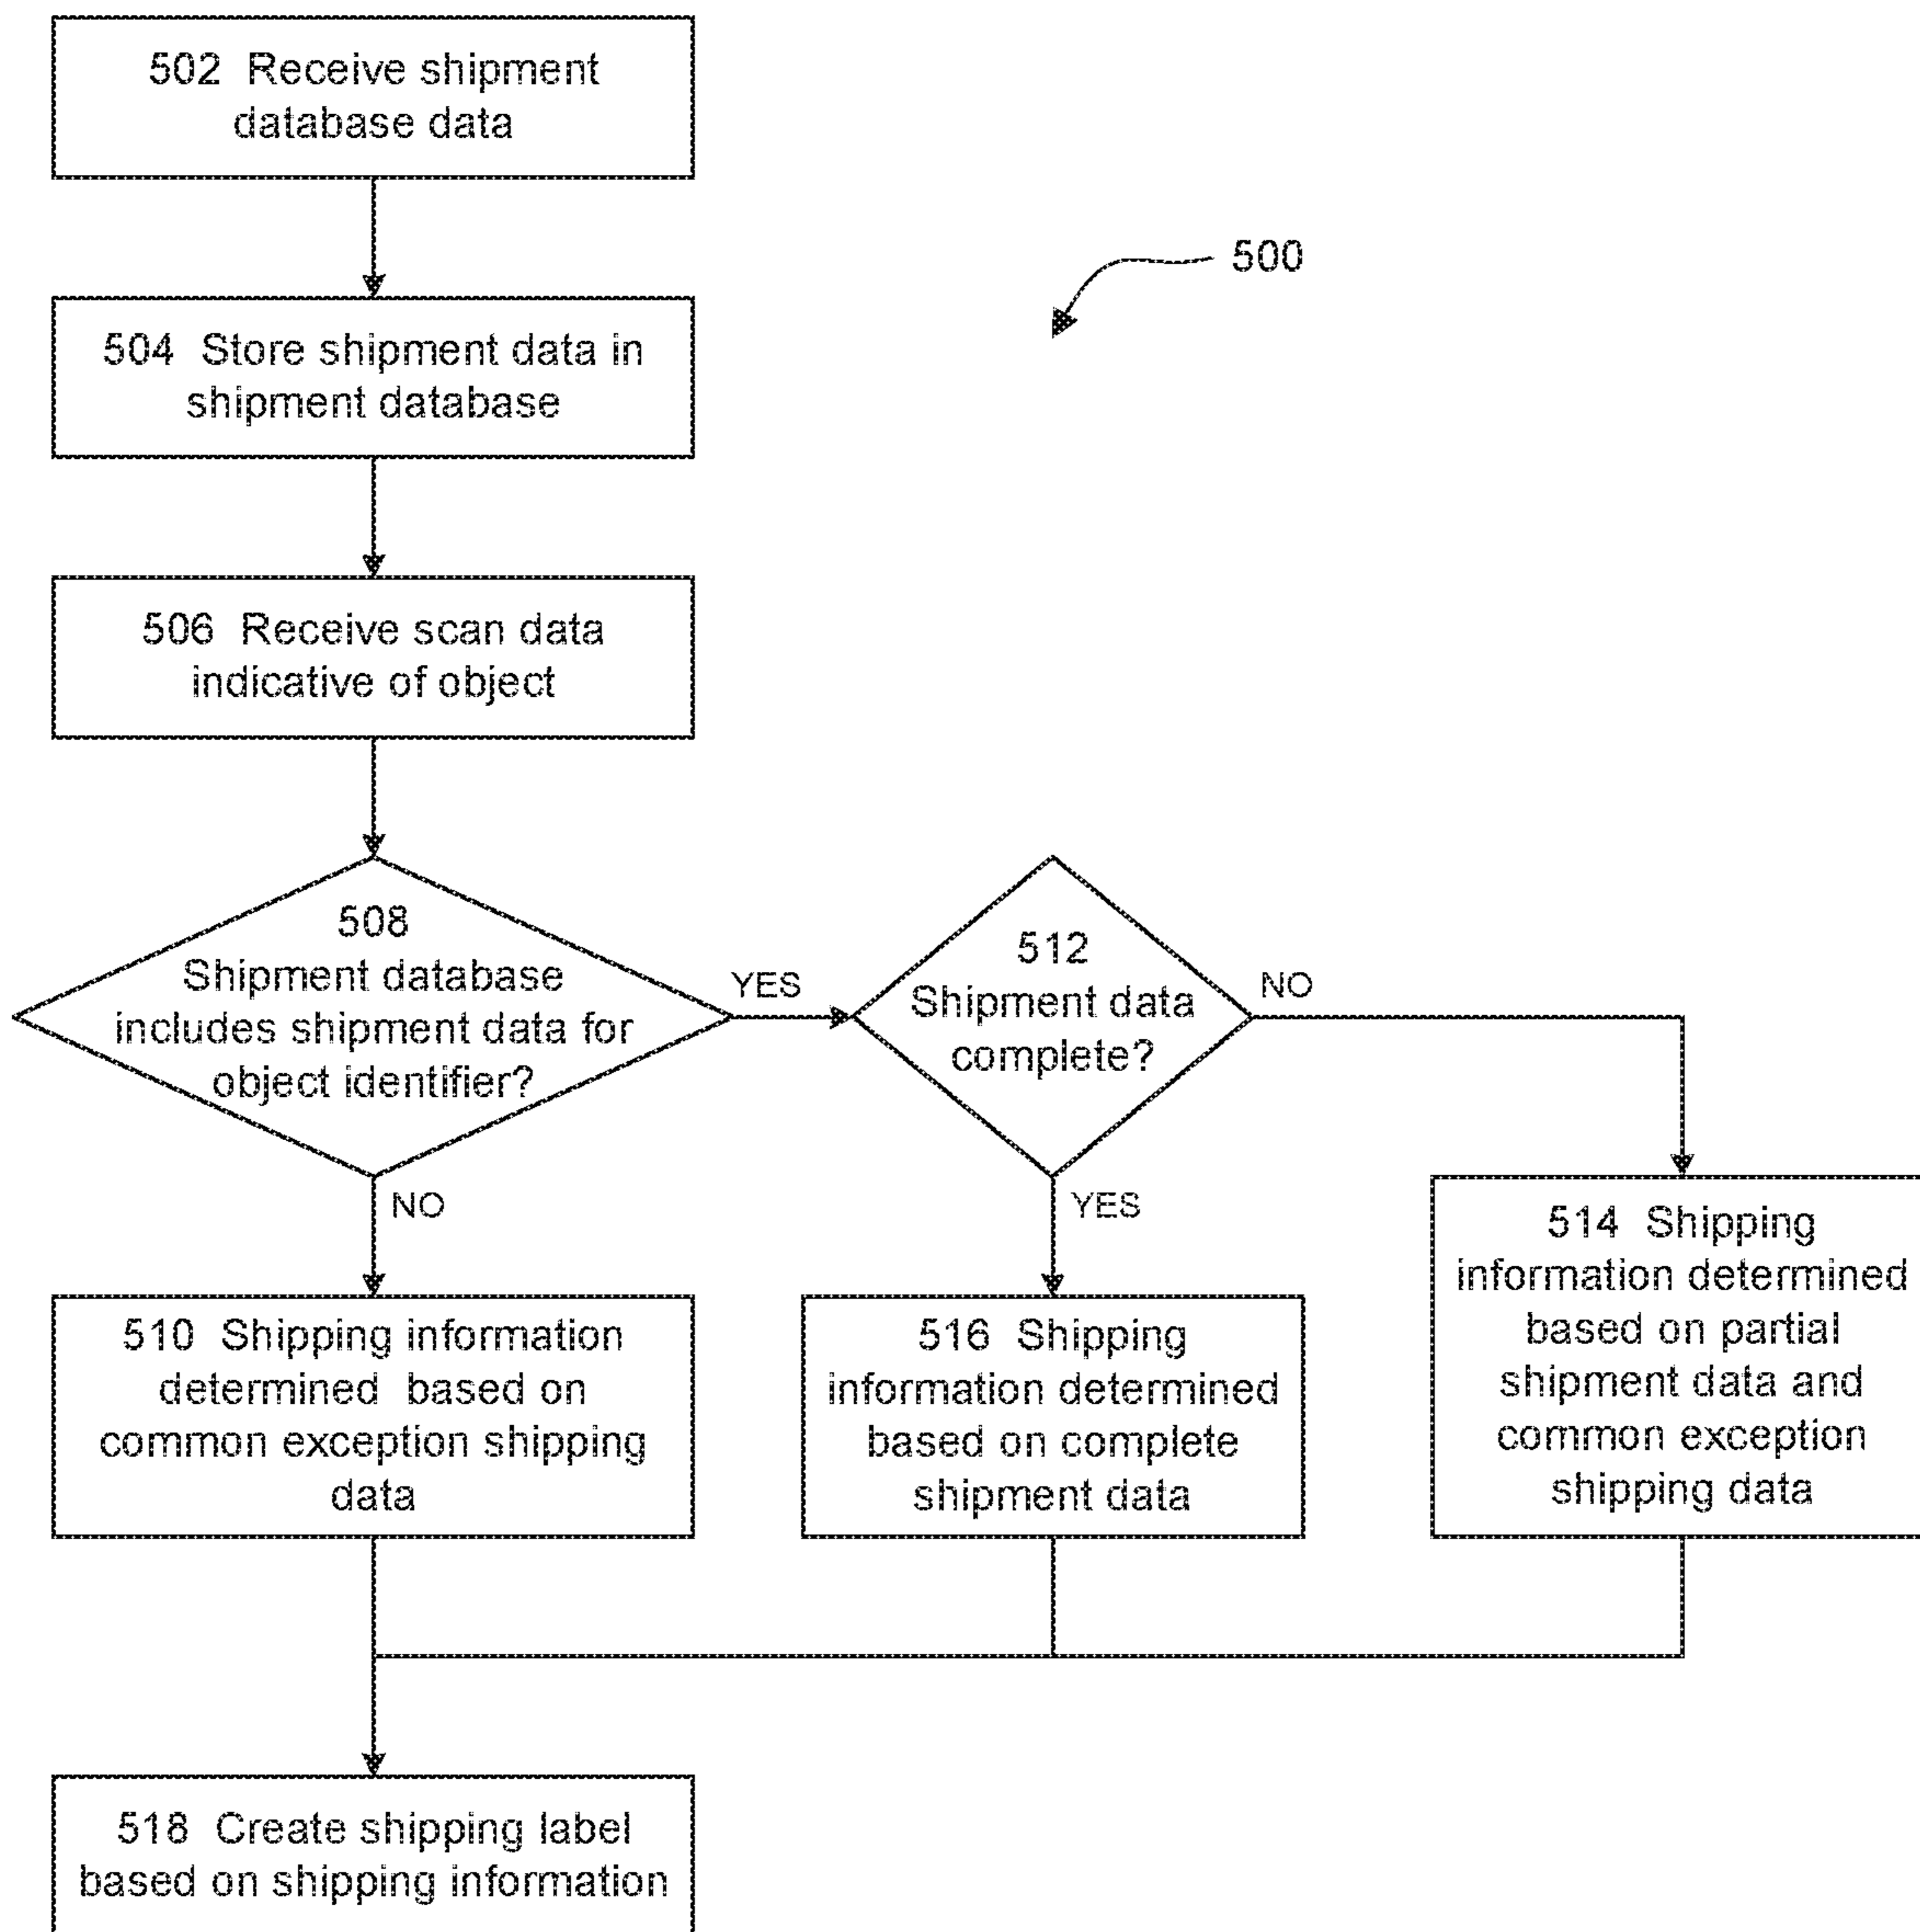 502 Receive shipment
database data
500
504 Store shipment data in
shipment database
506 Receive scan data
indicative of object
508
Shipment database
includes shipment data for
object identifier?
YES
512
Shipment data
complete?
NO
NO
YES
510 Shipping information
determined based on
common exception shipping
data
516 Shipping
information determined
based on complete
shipment data
514 Shipping
information determined
based on partial
shipment data and
common exception
shipping data
518 Create shipping label
based on shipping information